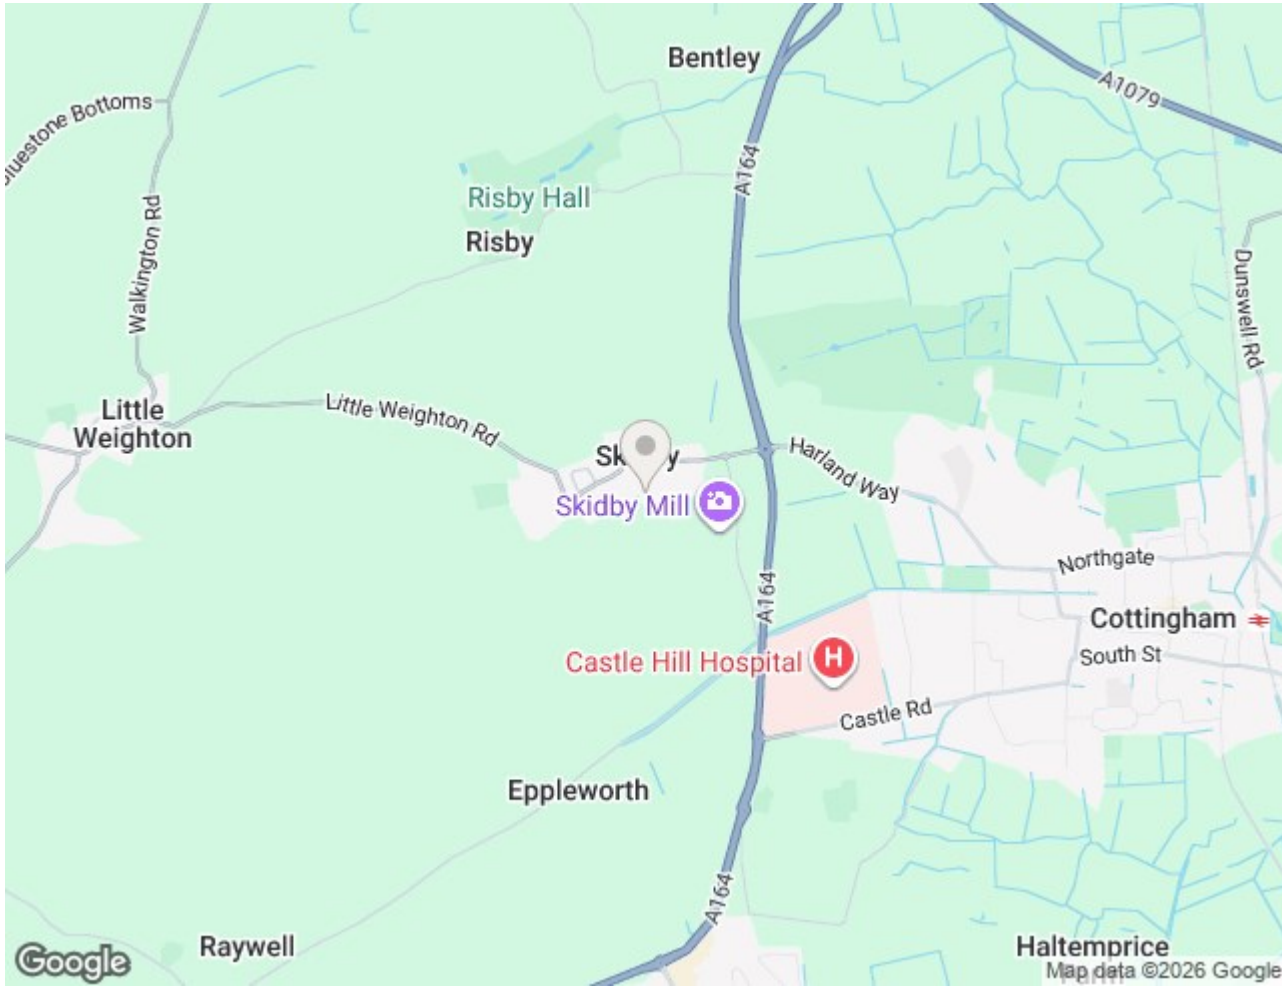 Bentley
A1079
Bluestone Bottoms
A164
Walkington Rd
Risby Hall
Risby
Dunswell Rd
Little
Weighton
Little Weighton Rd
Harland Way
Skidby Mill
Northgate
A164
Cottingham
South St
Castle Hill Hospital
H
Castle Rd
Eppleworth
A164
Raywell
Haltemprice
Google
Map data ©2026 Google